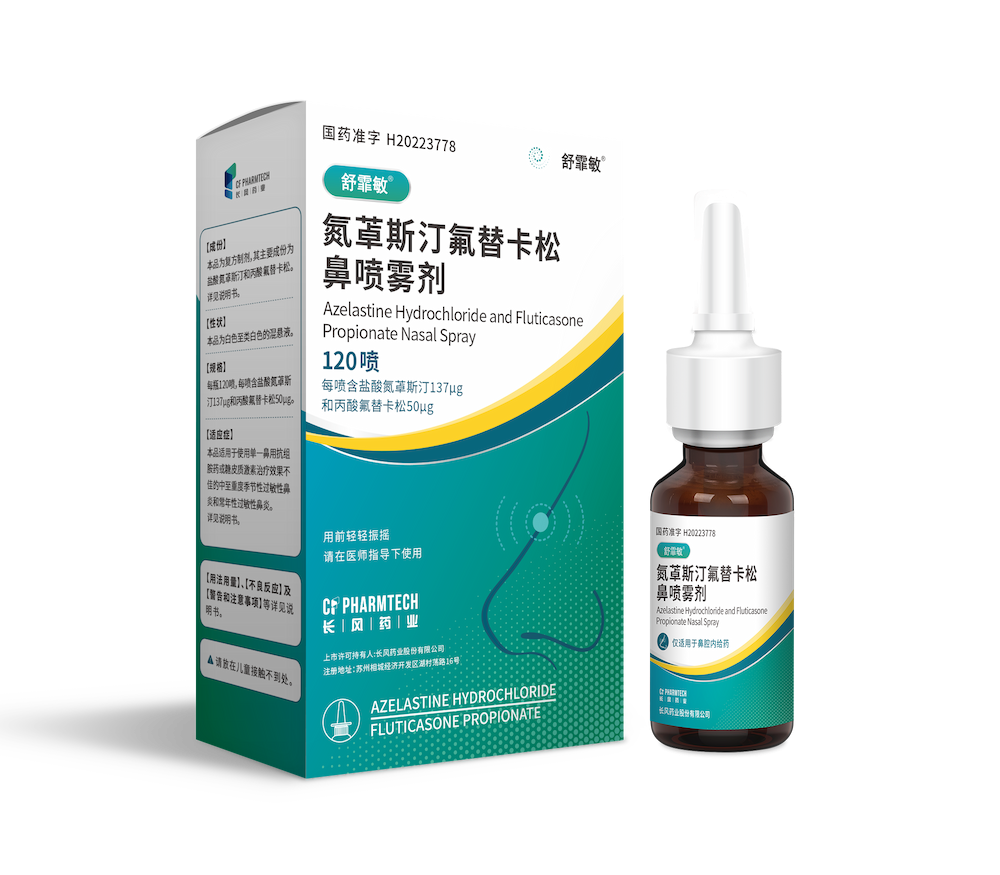 CF PHARMTECH
长风药业
【成份】
本品为复方制剂,其主要成份为
盐酸氮䓬斯汀和丙酸氟替卡松。
详见说明书。
【性状】
本品为白色至类白色的混悬液。
【规格】
每瓶120喷,每喷含盐酸氮䓬斯
汀137μg和丙酸氟替卡松50μg。
【适应症】
本品适用于使用单一鼻用抗组
胺药或糖皮质激素治疗效果不
佳的中至重度季节性过敏性鼻
炎和常年性过敏性鼻炎。
详见说明书。
【用法用量】、【不良反应】及
【警告和注意事项】等详见说
明书。
请放在儿童接触不到处。
国药准字 H20223778
舒霏敏®
舒霏敏®
氮䓬斯汀氟替卡松
鼻喷雾剂
Azelastine Hydrochloride and Fluticasone
Propionate Nasal Spray
120喷
每喷含盐酸氮䓬斯汀137μg
和丙酸氟替卡松50μg
用前轻轻振摇
请在医师指导下使用
CF PHARMTECH
长风药业
上市许可持有人:长风药业股份有限公司
注册地址:苏州相城经济开发区湖村荡路16号
AZELASTINE HYDROCHLORIDE
FLUTICASONE PROPIONATE
国药准字 H20223778
舒霏敏®
氮䓬斯汀氟替卡松
鼻喷雾剂
Azelastine Hydrochloride and Fluticasone
Propionate Nasal Spray
仅适用于鼻腔内给药
CF PHARMTECH
长风药业
长风药业股份有限公司